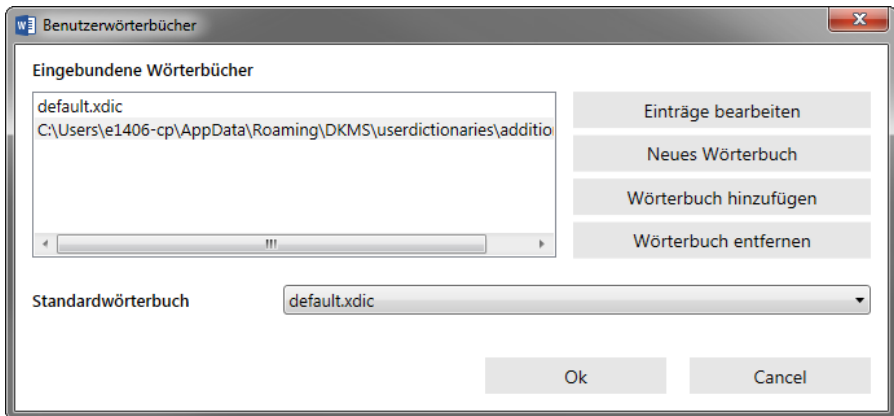 Benutzerwörterbücher
Eingebundene Wörterbücher
default.xdic
C:\Users\e1406-cp\AppData\Roaming\DKMS\userdictionaries\additio
Einträge bearbeiten
Neues Wörterbuch
Wörterbuch hinzufügen
Wörterbuch entfernen
Standardwörterbuch default.xdic
Ok Cancel